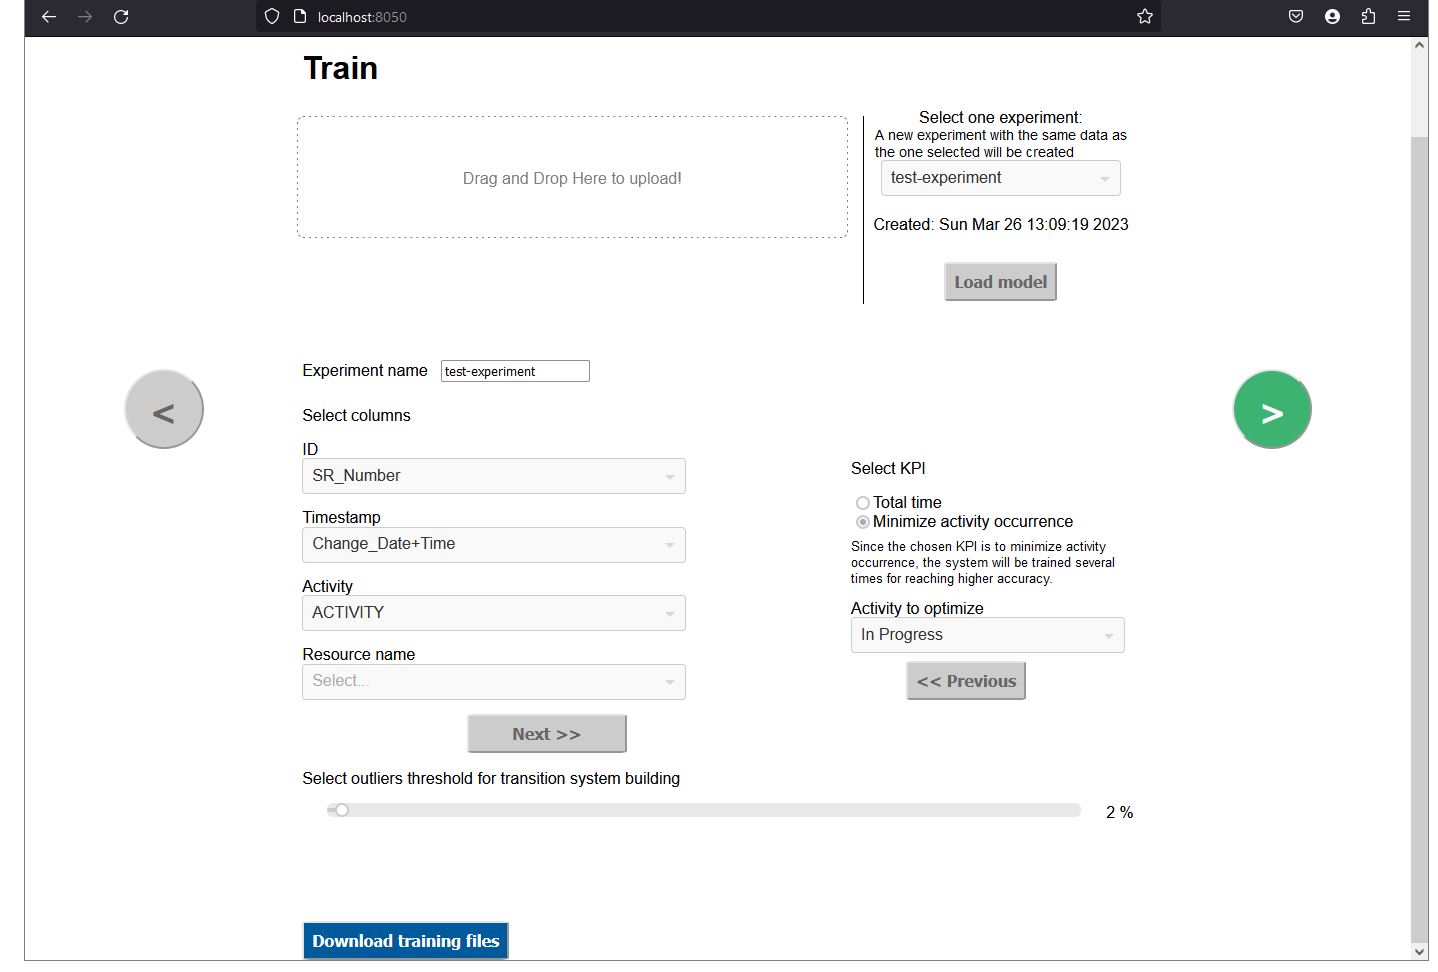 localhost:8050
Train
Drag and Drop Here to upload!
Select one experiment:
A new experiment with the same data as
the one selected will be created
test-experiment
Created: Sun Mar 26 13:09:19 2023
Load model
Experiment name
test-experiment
Select columns
ID
SR_Number
Timestamp
Change_Date+Time
Activity
ACTIVITY
Resource name
Select...
Next >>
Select KPI
Total time
Minimize activity occurrence
Since the chosen KPI is to minimize activity
occurrence, the system will be trained several
times for reaching higher accuracy.
Activity to optimize
In Progress
<< Previous
<
>
Select outliers threshold for transition system building
2 %
Download training files